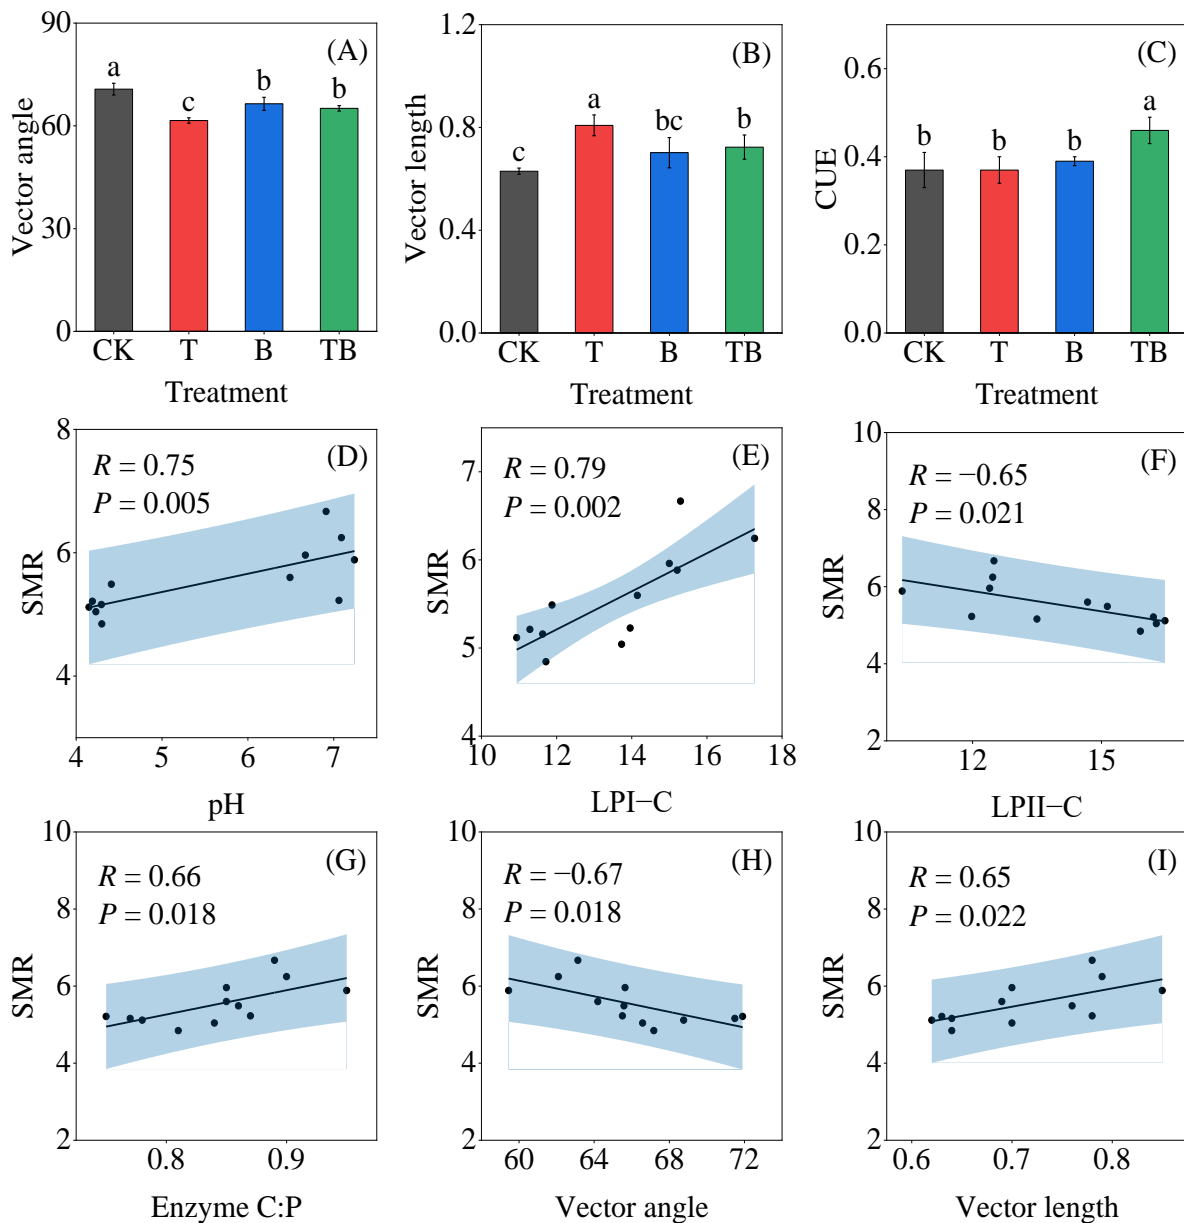 (A)
Vector angle
90
60
30
0
a
c
b
b
CK T B TB
Treatment
(B)
Vector length
1.2
0.8
0.4
0.0
c
a
bc
b
CK T B TB
Treatment
(C)
CUE
0.6
0.4
0.2
0.0
b
b
b
a
CK T B TB
Treatment
(D)
R = 0.75
P = 0.005
SMR
8
6
4
4 5 6 7
pH
(E)
R = 0.79
P = 0.002
SMR
7
6
5
4
10 12 14 16 18
LPI−C
(F)
R = −0.65
P = 0.021
SMR
10
8
6
4
2
12 15
LPII−C
(G)
R = 0.66
P = 0.018
SMR
10
8
6
4
2
0.8 0.9
Enzyme C:P
(H)
R = −0.67
P = 0.018
SMR
10
8
6
4
2
60 64 68 72
Vector angle
(I)
R = 0.65
P = 0.022
SMR
10
8
6
4
2
0.6 0.7 0.8
Vector length